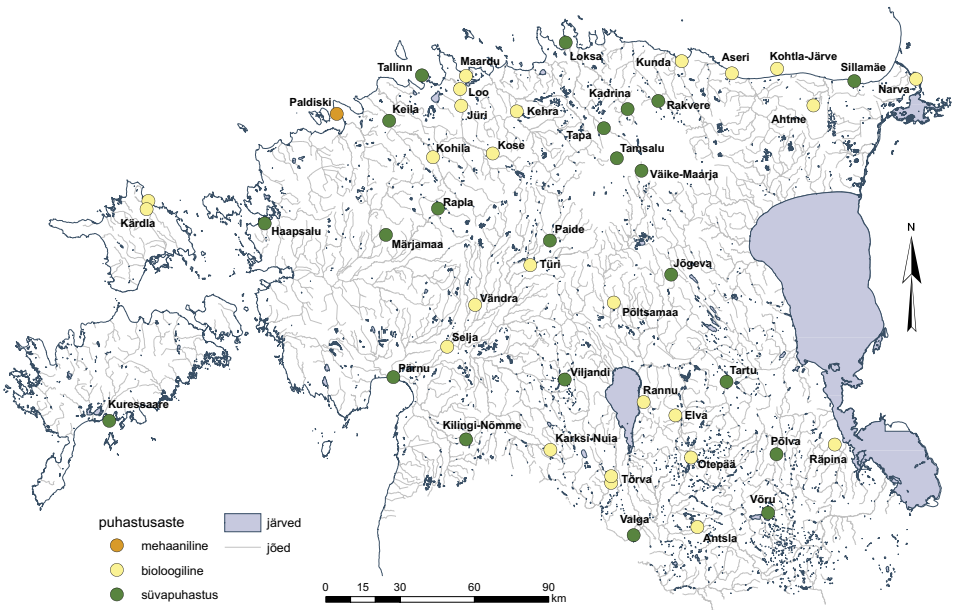 Loksa
Kunda
Aseri
Kohtla-Järve
Sillamäe
Narva
Tallinn
Maardu
Loo
Jüri
Kehra
Kadrina
Rakvere
Ahtme
Paldiski
Keila
Tapa
Tamsalu
Väike-Maarja
Kohila
Kose
Kärdla
Haapsalu
Rapla
Märjamaa
Paide
Türi
Jõgeva
Vändra
Põltsamaa
Selja
Pärnu
Viljandi
Rannu
Tartu
Elva
Kuressaare
Kilingi-Nõmme
Karksi-Nuia
Otepää
Põlva
Räpina
Tõrva
Valga
Võru
Antsla
N
puhastusaste
mehaaniline
bioloogiline
süvapuhastus
järved
jõed
0 15 30 60 90
km